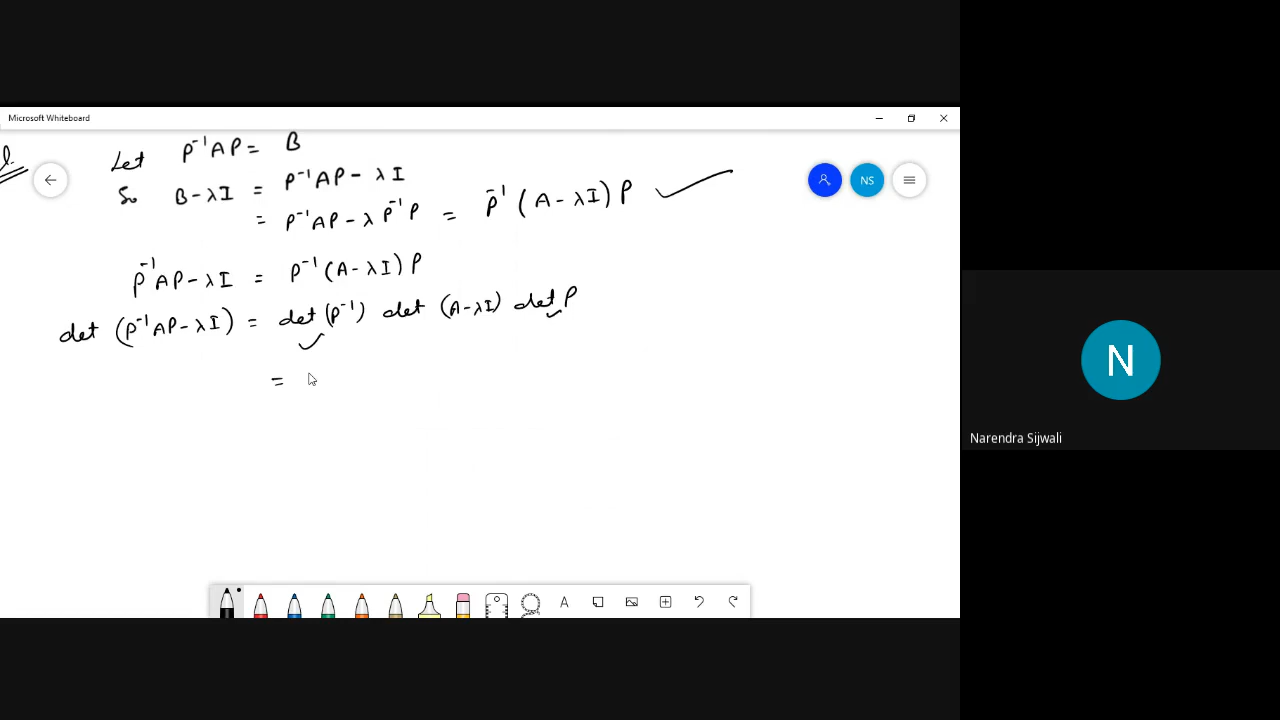 Microsoft Whiteboard
Let P⁻¹AP = B
So B-λI = P⁻¹AP - λI
= P⁻¹AP - λ P⁻¹P = P⁻¹(A-λI)P
NS
P⁻¹AP-λI = P⁻¹(A-λI)P
det (P⁻¹AP-λI) = det(P⁻¹) det (A-λI) det P
=
N
Narendra Sijwali
A